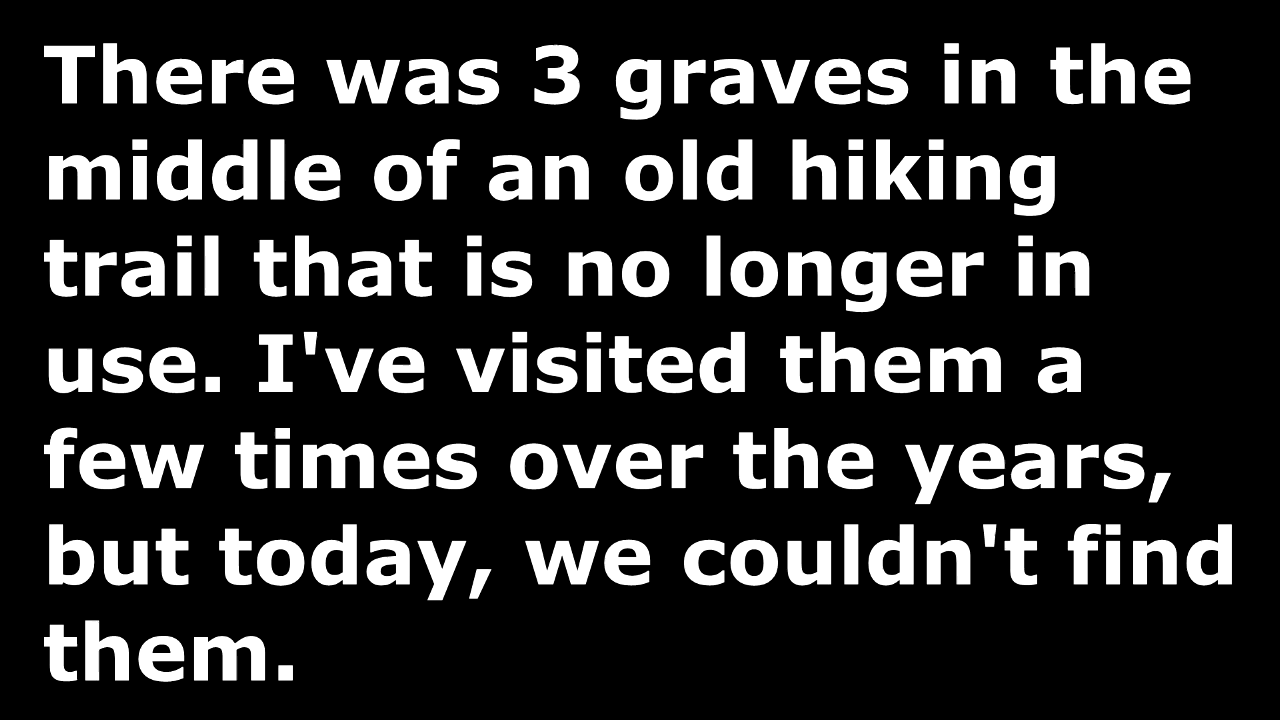 There was 3 graves in the
middle of an old hiking
trail that is no longer in
use. I've visited them a
few times over the years,
but today, we couldn't find
them.